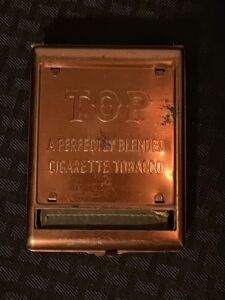 TOP
A PERFECTLY BLENDED
CIGARETTE TOBACCO